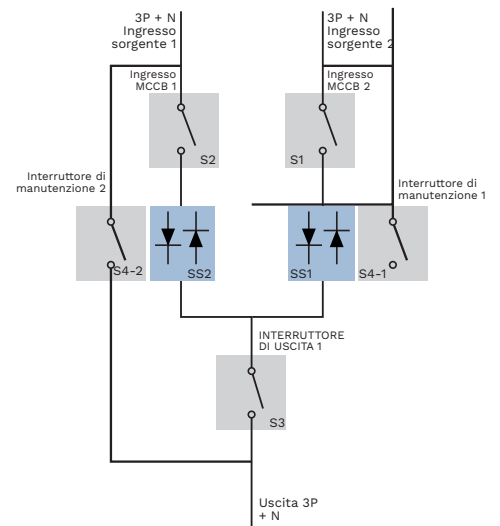 3P + N
Ingresso
sorgente 1
3P + N
Ingresso
sorgente 2
Ingresso
MCCB 1
Ingresso
MCCB 2
S2
S1
Interruttore di
manutenzione 2
Interruttore di
manutenzione 1
S4-2
SS2
SS1
S4-1
INTERRUTTORE
DI USCITA 1
S3
Uscita 3P
+ N